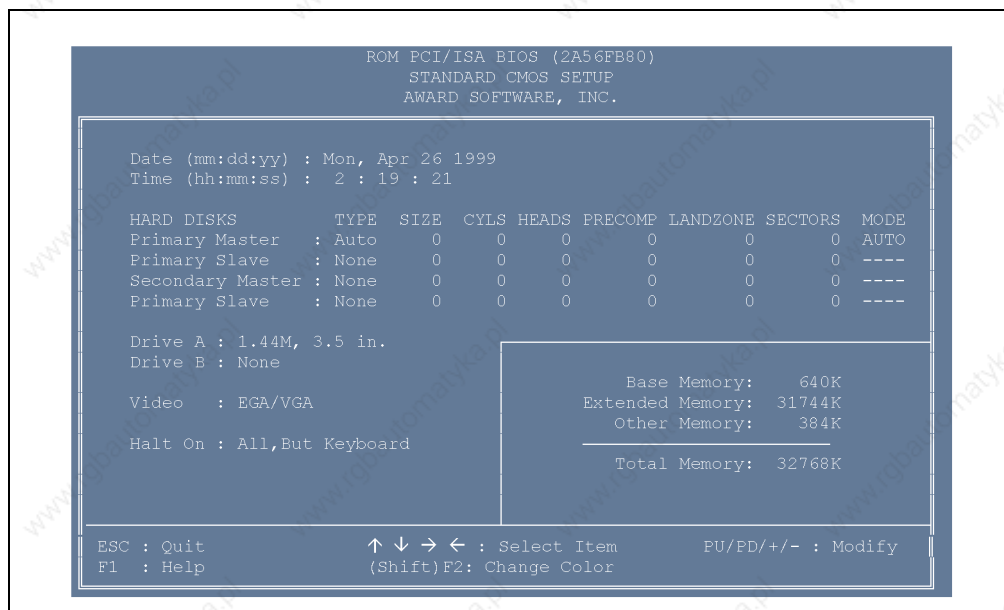 ROM PCI/ISA BIOS (2A56FB80)
STANDARD CMOS SETUP
AWARD SOFTWARE, INC.
Date (mm:dd:yy) : Mon, Apr 26 1999
Time (hh:mm:ss) : 2 : 19 : 21
HARD DISKS TYPE SIZE CYLS HEADS PRECOMP LANDZONE SECTORS MODE
Primary Master : Auto 0 0 0 0 0 0 AUTO
Primary Slave : None 0 0 0 0 0 0 ----
Secondary Master : None 0 0 0 0 0 0 ----
Primary Slave : None 0 0 0 0 0 0 ----
Drive A : 1.44M, 3.5 in.
Drive B : None
Video : EGA/VGA
Halt On : All,But Keyboard
Base Memory: 640K
Extended Memory: 31744K
Other Memory: 384K
Total Memory: 32768K
ESC : Quit ↑ ↓ → ← : Select Item PU/PD/+/- : Modify
F1 : Help (Shift)F2: Change Color
www.rgbautomatyka.pl